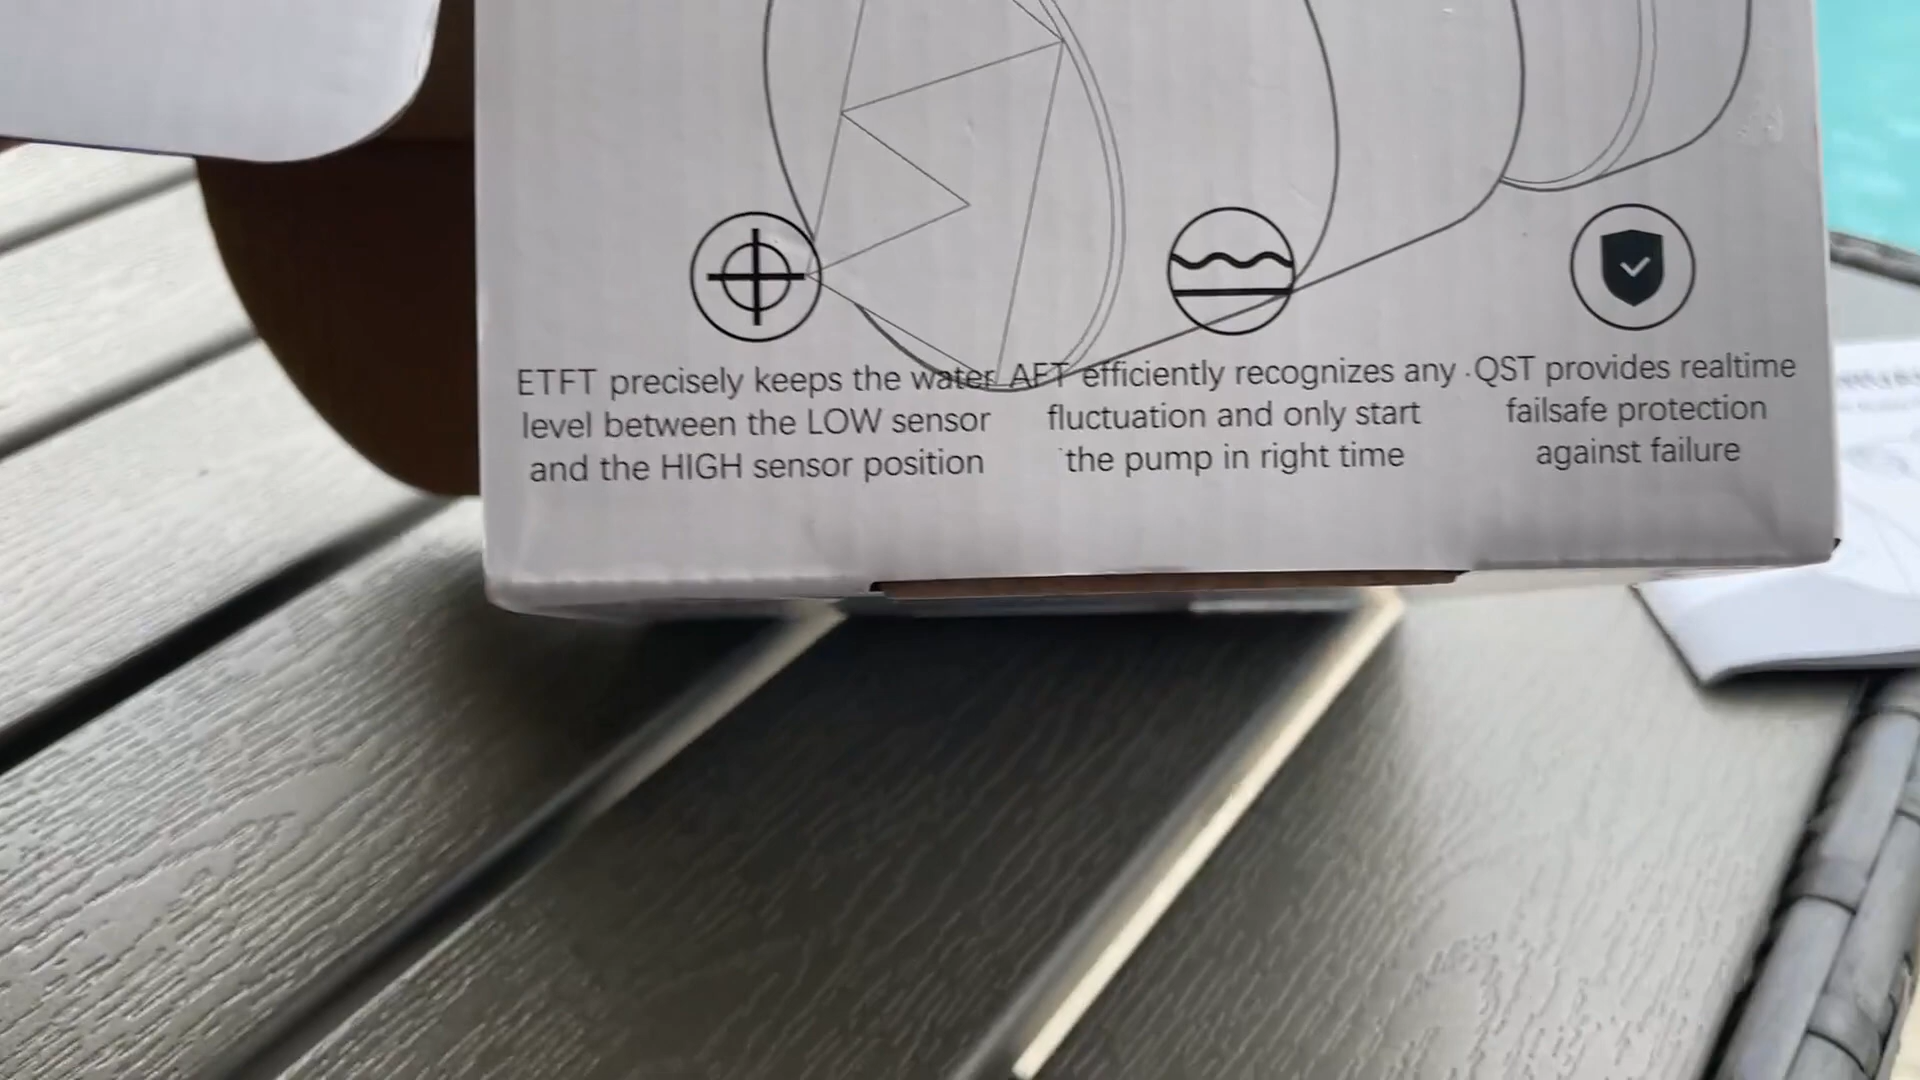 ETFT precisely keeps the water
level between the LOW sensor
and the HIGH sensor position
AFT efficiently recognizes any
fluctuation and only start
the pump in right time
QST provides realtime
failsafe protection
against failure